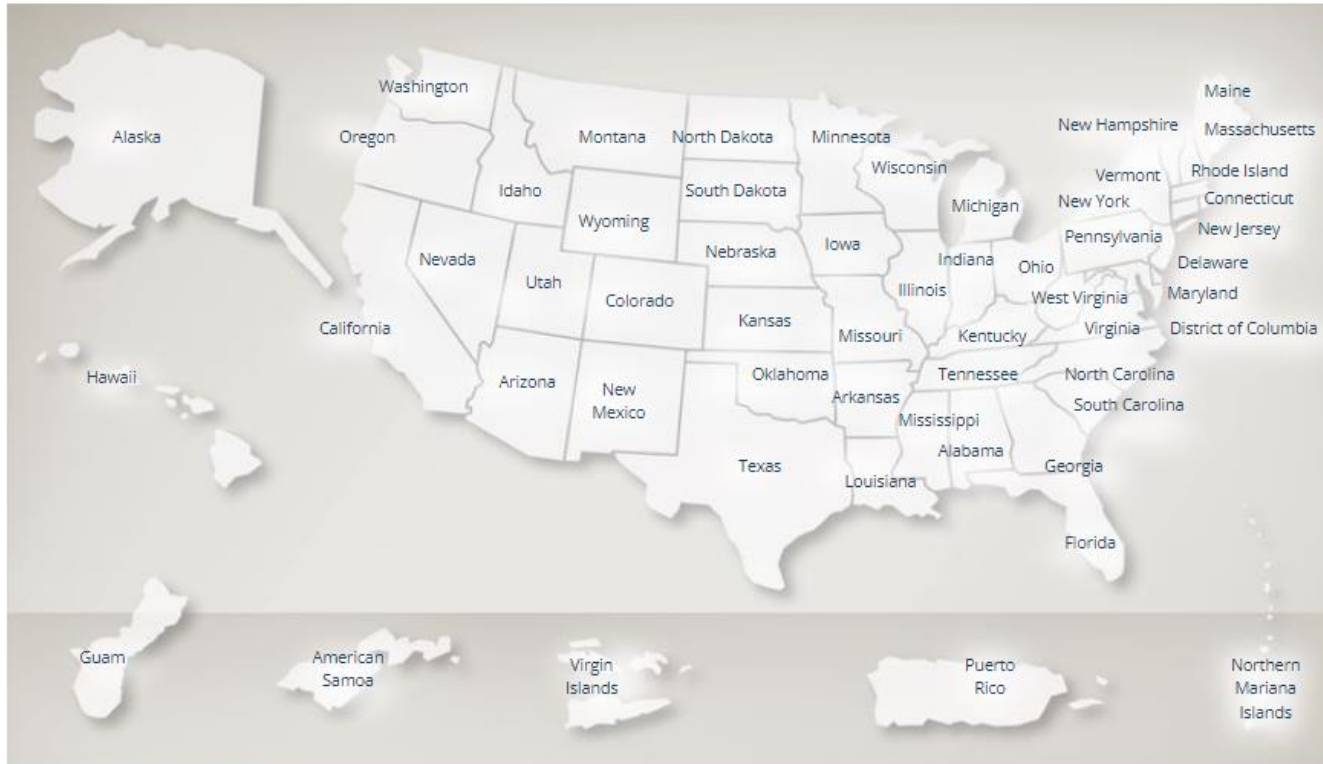 Maine
Washington
New Hampshire
Massachusetts
Alaska
Oregon
Montana
North Dakota
Minnesota
Wisconsin
Vermont
Rhode Island
Idaho
South Dakota
Michigan
New York
Connecticut
Wyoming
New Jersey
Pennsylvania
Nebraska
Iowa
Nevada
Indiana
Ohio
Delaware
Utah
Colorado
Illinois
West Virginia
Maryland
California
Kansas
Missouri
Kentucky
Virginia
District of Columbia
Hawaii
Arizona
New
Mexico
Oklahoma
Tennessee
North Carolina
Arkansas
South Carolina
Mississippi
Alabama
Texas
Georgia
Louisiana
Florida
Guam
American
Samoa
Virgin
Islands
Puerto
Rico
Northern
Mariana
Islands